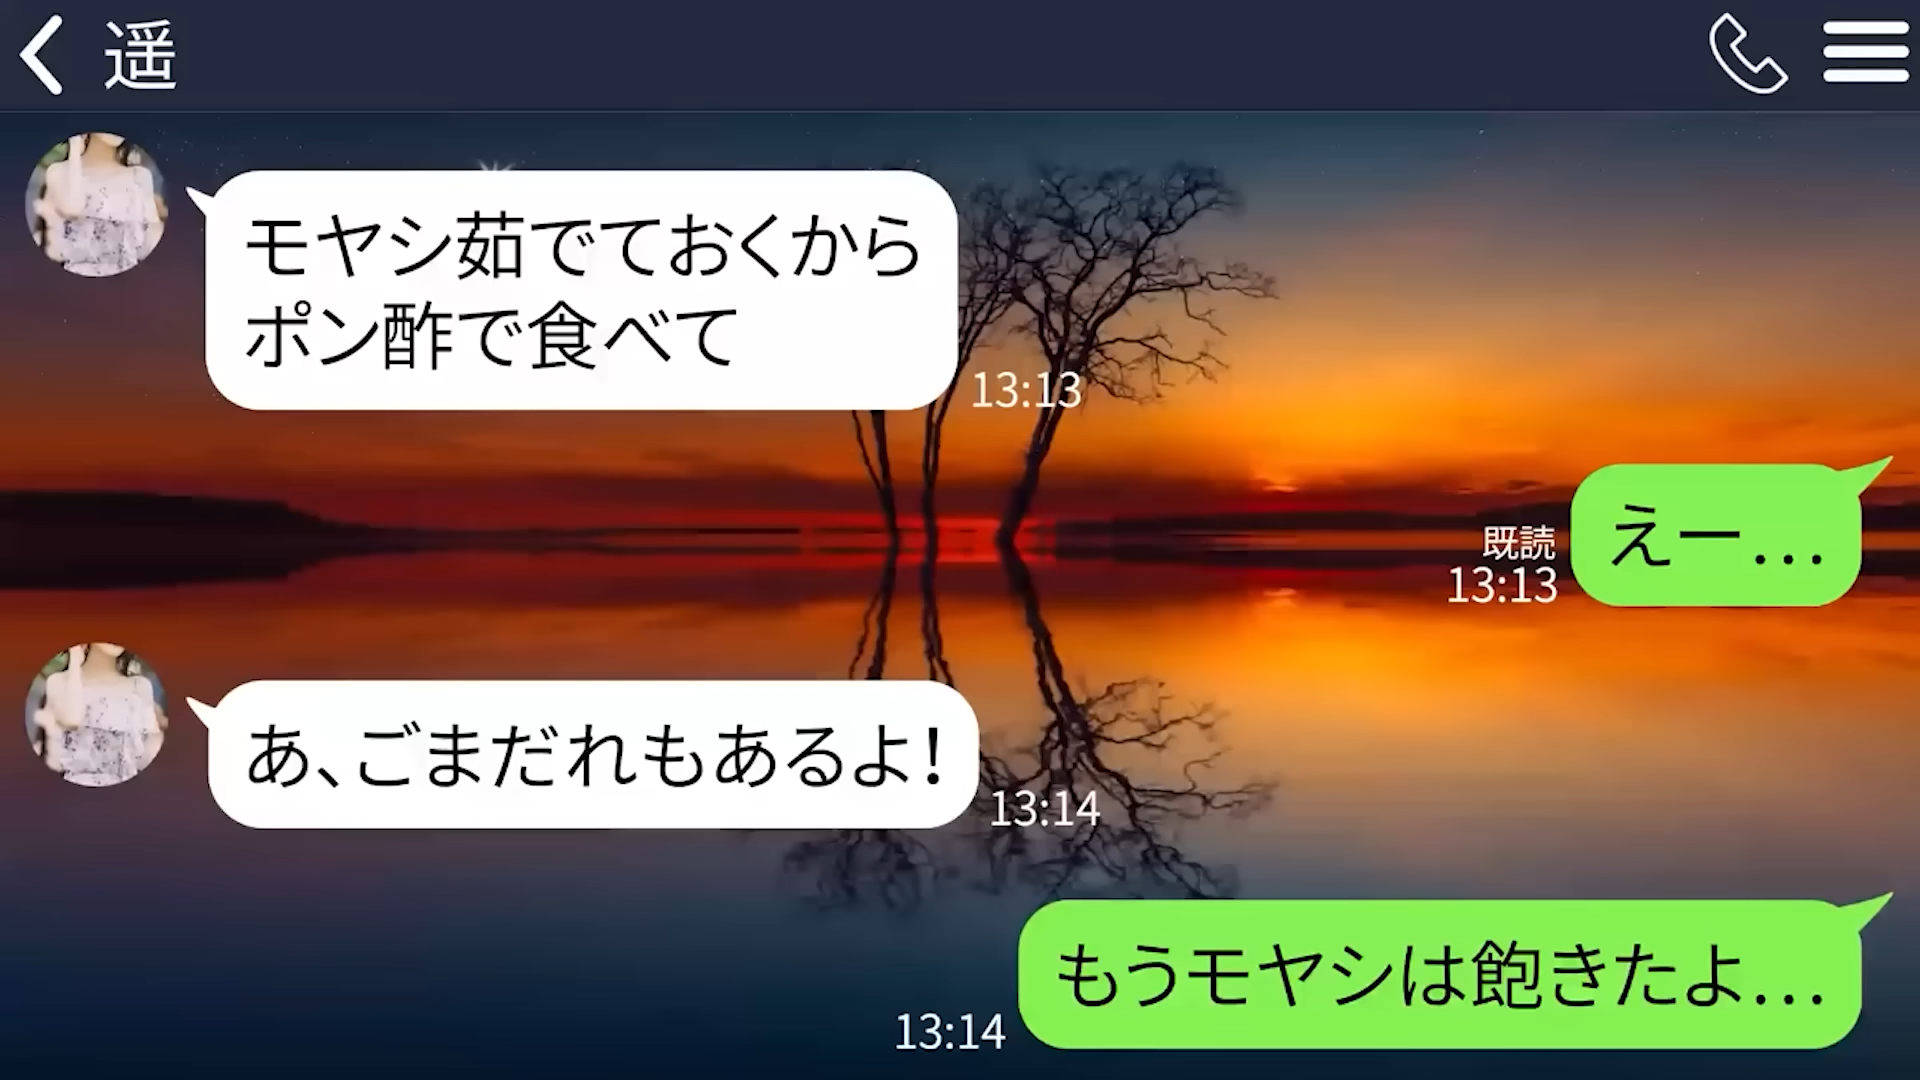 遥
モヤシ茹でておくから
ポン酢で食べて
13:13
えー…
既読
13:13
あ、ごまだれもあるよ！
13:14
もうモヤシは飽きたよ…
13:14